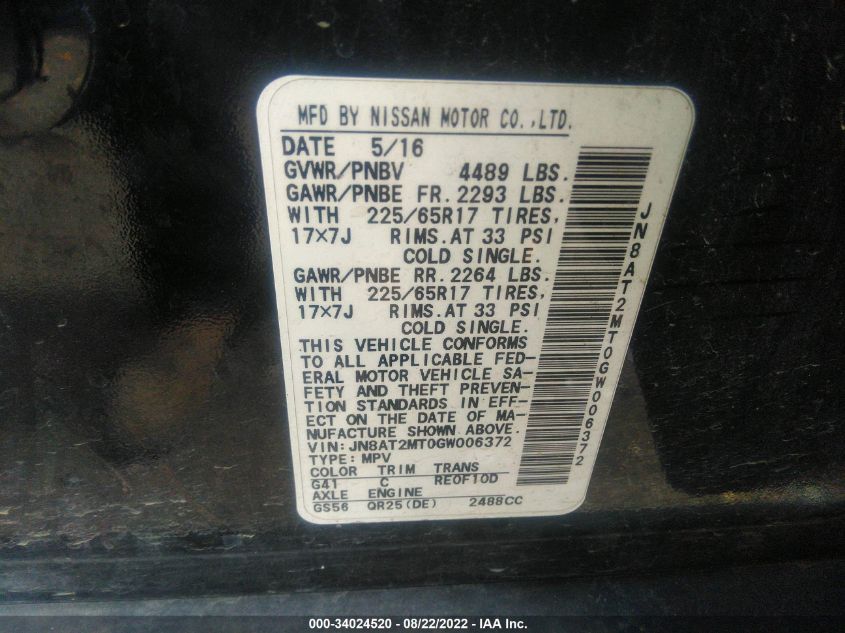 MFD BY NISSAN MOTOR CO.,LTD.
DATE 5/16
GVWR/PNBV 4489 LBS.
GAWR/PNBE FR. 2293 LBS.
WITH 225/65R17 TIRES,
17×7J RIMS. AT 33 PSI
COLD SINGLE.
GAWR/PNBE RR. 2264 LBS.
WITH 225/65R17 TIRES,
17×7J RIMS. AT 33 PSI
COLD SINGLE.
THIS VEHICLE CONFORMS
TO ALL APPLICABLE FED-
ERAL MOTOR VEHICLE SA-
FETY AND THEFT PREVEN-
TION STANDARDS IN EFF-
ECT ON THE DATE OF MA-
NUFACTURE SHOWN ABOVE.
VIN: JN8AT2MT0GW006372
TYPE: MPV
COLOR TRIM TRANS
G41 C RE0F10D
AXLE ENGINE
GS56 QR25(DE) 2488CC
JN8AT2MT0GW006372
000-34024520 - 08/22/2022 - IAA Inc.